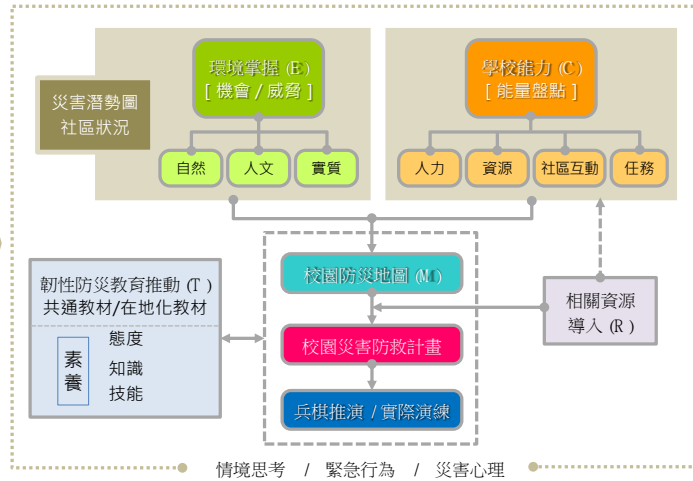 環境掌握 (E)
[ 機會 / 威脅 ]
學校能力 (C)
[ 能量盤點 ]
災害潛勢圖
社區狀況
自然
人文
實質
人力
資源
社區互動
任務
韌性防災教育推動 (T )
共通教材/在地化教材
素養
態度
知識
技能
校園防災地圖 (M)
校園災害防救計畫
兵棋推演 / 實際演練
相關資源
導入 (R )
情境思考 / 緊急行為 / 災害心理